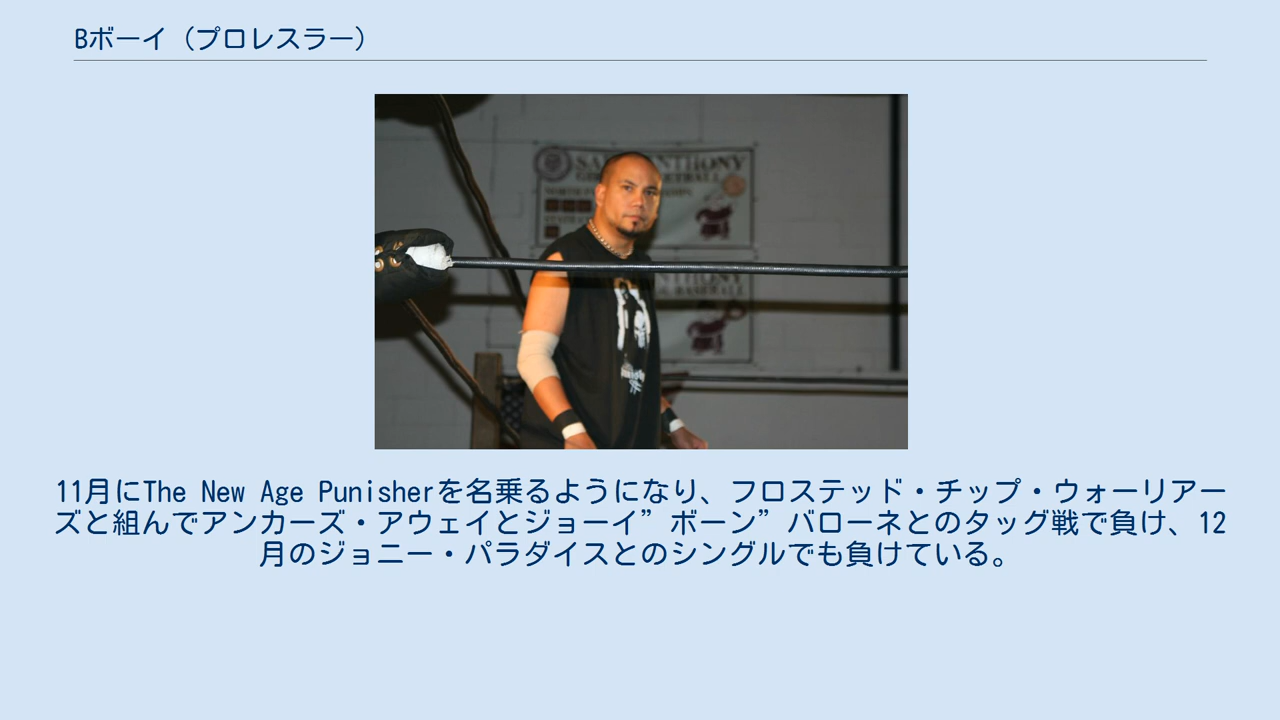 Bボーイ（プロレスラー）
11月にThe New Age Punisherを名乗るようになり、フロステッド・チップ・ウォーリアー
ズと組んでアンカーズ・アウェイとジョーイ”ボーン”バローネとのタッグ戦で負け、12
月のジョニー・パラダイスとのシングルでも負けている。